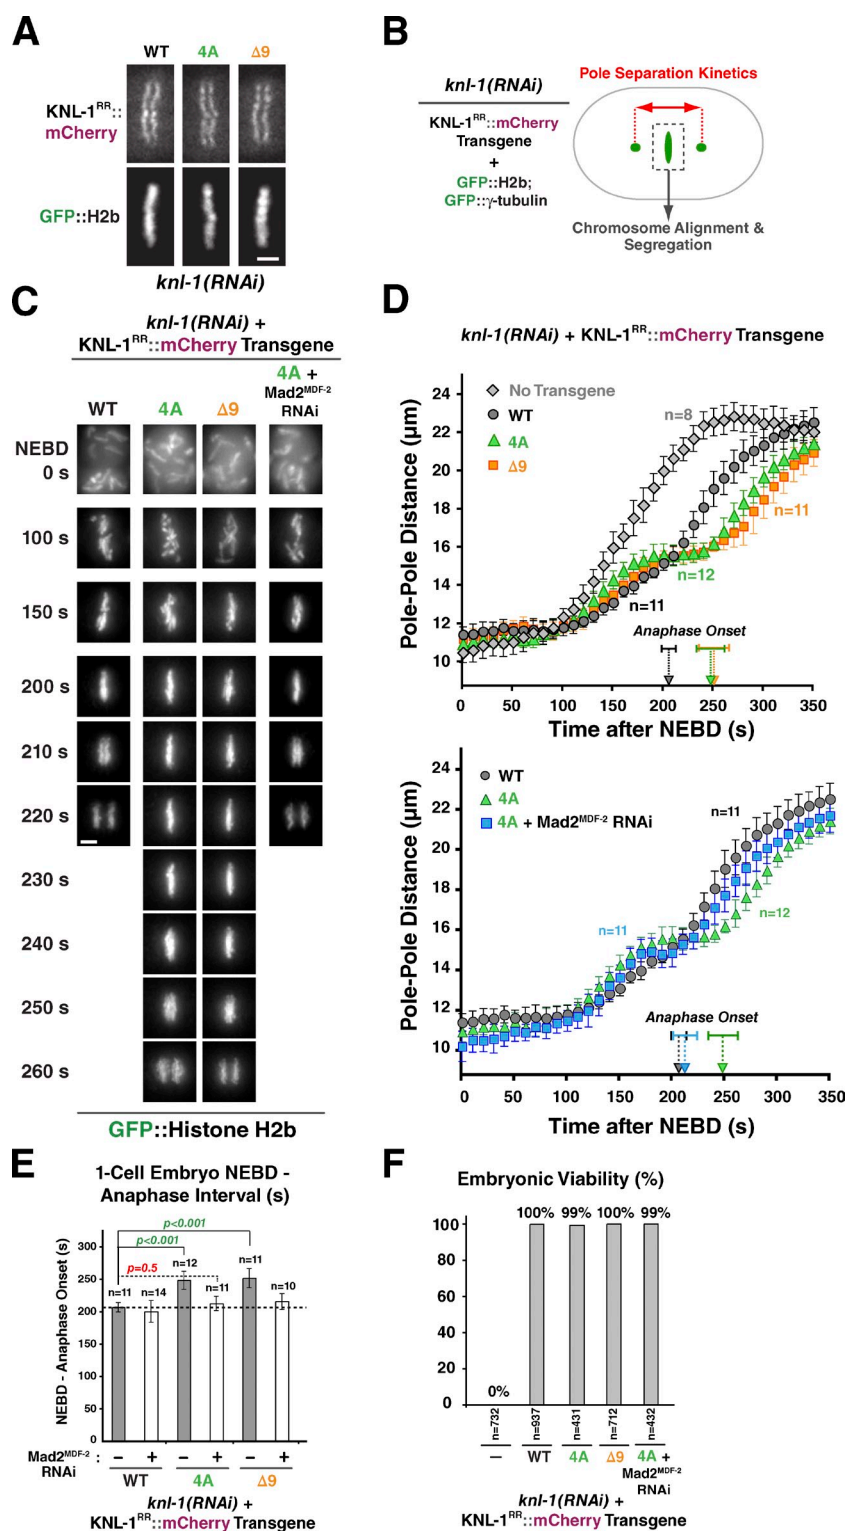 A
WT 4A Δ9
KNL-1RR::
mCherry
GFP::H2b
knl-1(RNAi)
B
knl-1(RNAi)
KNL-1RR::mCherry
Transgene
+
GFP::H2b;
GFP::γ-tubulin
Pole Separation Kinetics
Chromosome Alignment &
Segregation
C
knl-1(RNAi) +
KNL-1RR::mCherry Transgene
WT 4A Δ9
4A +
Mad2MDF-2
RNAi
NEBD
0 s
100 s
150 s
200 s
210 s
220 s
230 s
240 s
250 s
260 s
GFP::Histone H2b
D
knl-1(RNAi) + KNL-1RR::mCherry Transgene
Pole-Pole Distance (μm)
24
22
20
18
16
14
12
10
No Transgene
WT
4A
Δ9
n=8
n=11
n=12
n=11
Anaphase Onset
0 50 100 150 200 250 300 350
Time after NEBD (s)
Pole-Pole Distance (μm)
24
22
20
18
16
14
12
10
WT
4A
4A + Mad2MDF-2 RNAi
n=11
n=11
n=12
Anaphase Onset
0 50 100 150 200 250 300 350
Time after NEBD (s)
E
1-Cell Embryo NEBD -
Anaphase Interval (s)
NEBD - Anaphase Onset (s)
300
250
200
150
100
50
0
p<0.001
p<0.001
p=0.5
n=11 n=14 n=12 n=11 n=11 n=10
Mad2MDF-2 : – + – + – +
RNAi
WT 4A Δ9
knl-1(RNAi) +
KNL-1RR::mCherry Transgene
F
Embryonic Viability (%)
100
80
60
40
20
0
0% 100% 99% 100% 99%
n=732 n=937 n=431 n=712 n=432
– WT 4A Δ9 4A +
Mad2MDF-2
RNAi
knl-1(RNAi) +
KNL-1RR::mCherry Transgene